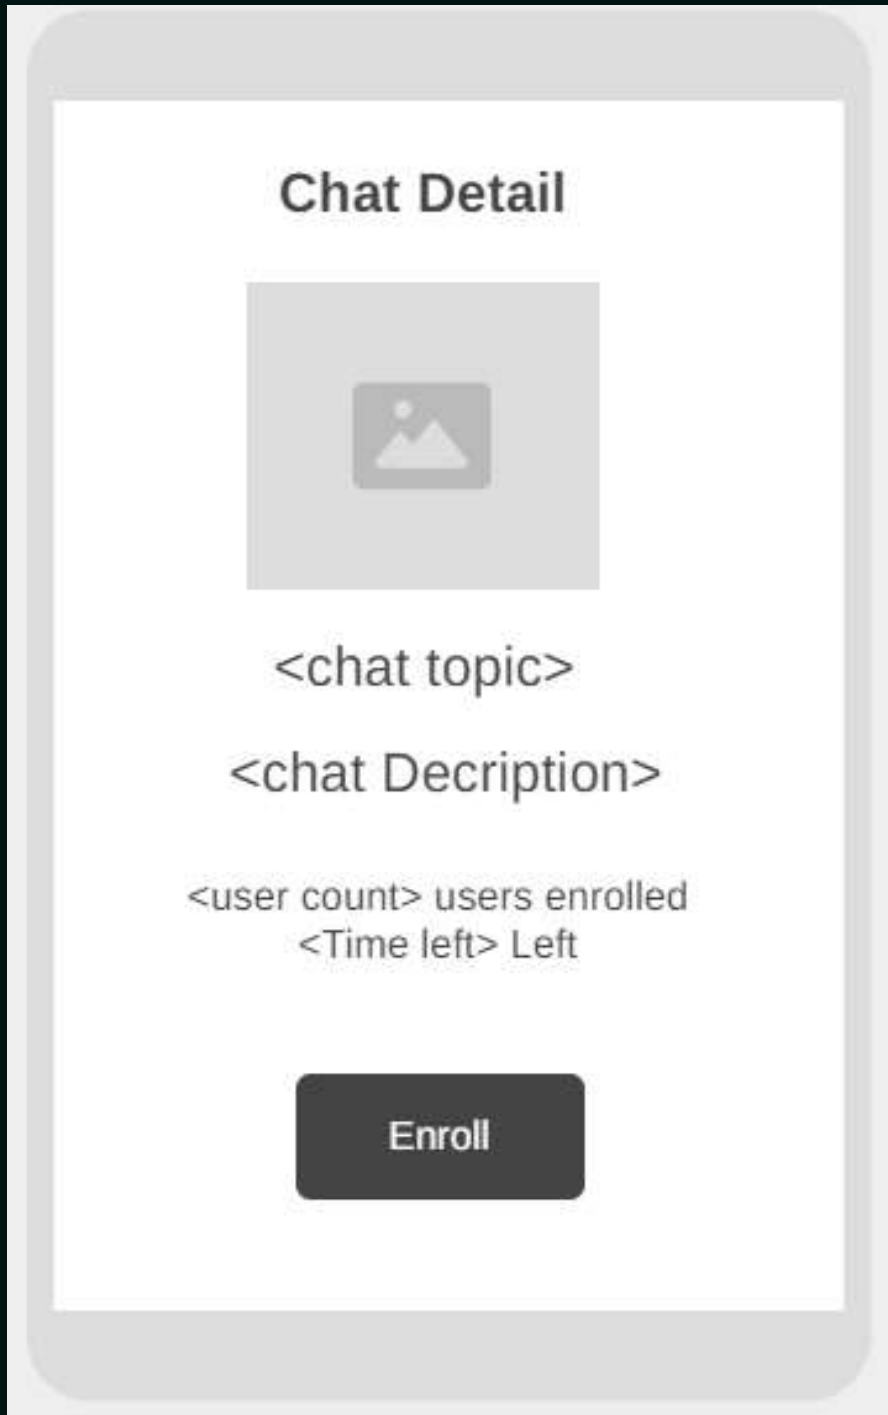 Chat Detail
<chat topic>
<chat Decription>
<user count> users enrolled
<Time left> Left
Enroll